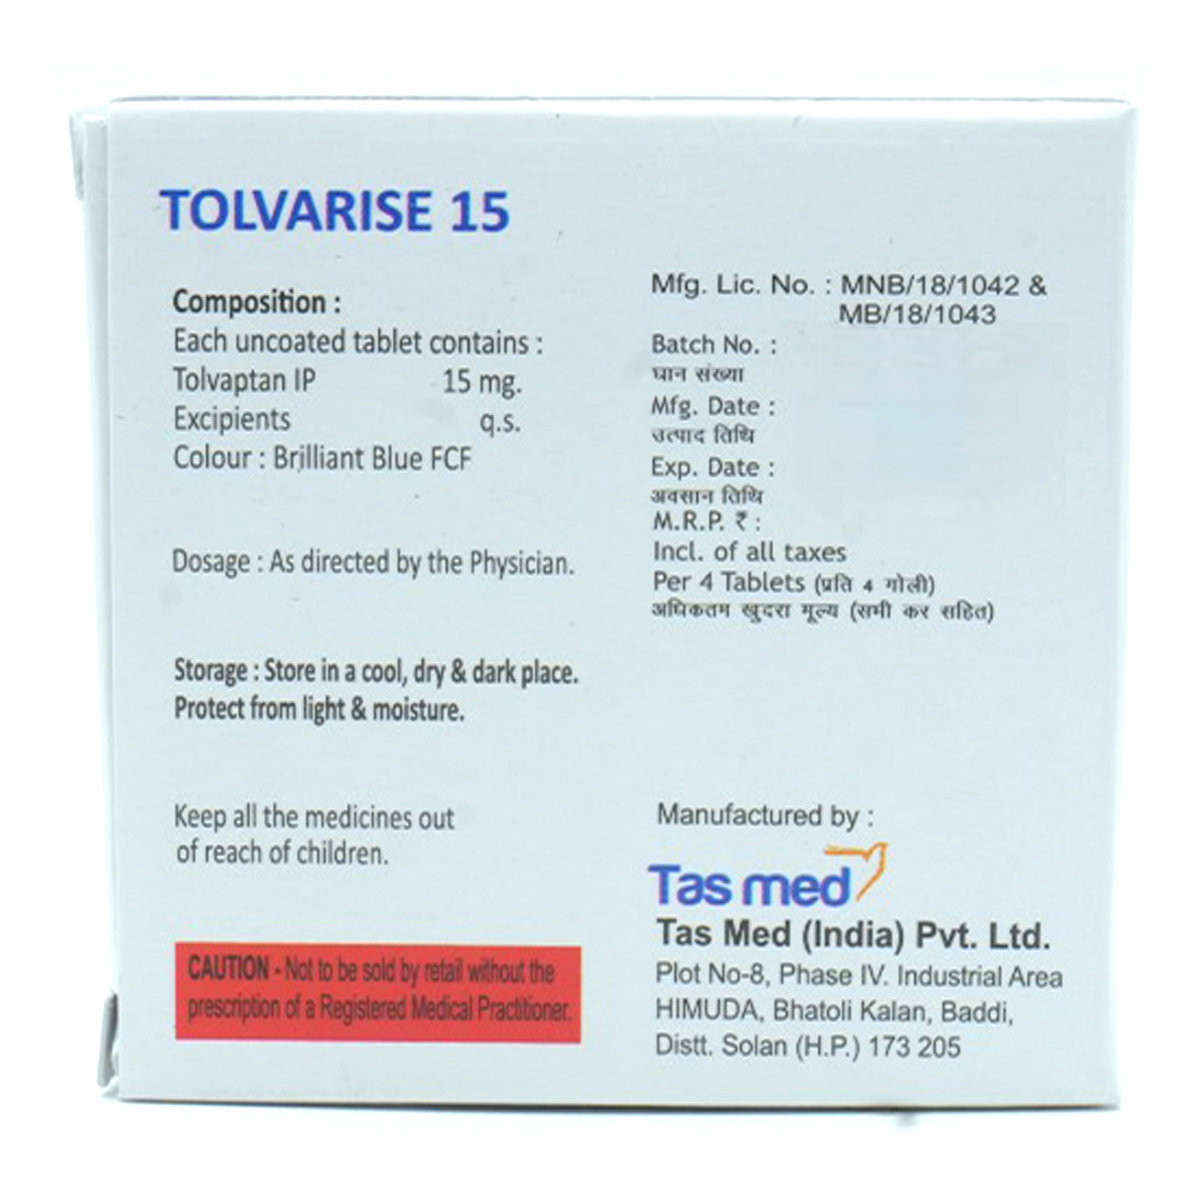 TOLVARISE 15
Composition :
Each uncoated tablet contains :
Tolvaptan IP 15 mg.
Excipients q.s.
Colour : Brilliant Blue FCF
Dosage : As directed by the Physician.
Storage : Store in a cool, dry & dark place.
Protect from light & moisture.
Keep all the medicines out
of reach of children.
CAUTION - Not to be sold by retail without the
prescription of a Registered Medical Practitioner.
Mfg. Lic. No. : MNB/18/1042 &
MB/18/1043
Batch No. :
घान संख्या
Mfg. Date :
उत्पाद तिथि
Exp. Date :
अवसान तिथि
M.R.P. ₹ :
Incl. of all taxes
Per 4 Tablets (प्रति 4 गोली)
अधिकतम खुदरा मूल्य (सभी कर सहित)
Manufactured by :
Tas med
Tas Med (India) Pvt. Ltd.
Plot No-8, Phase IV. Industrial Area
HIMUDA, Bhatoli Kalan, Baddi,
Distt. Solan (H.P.) 173 205